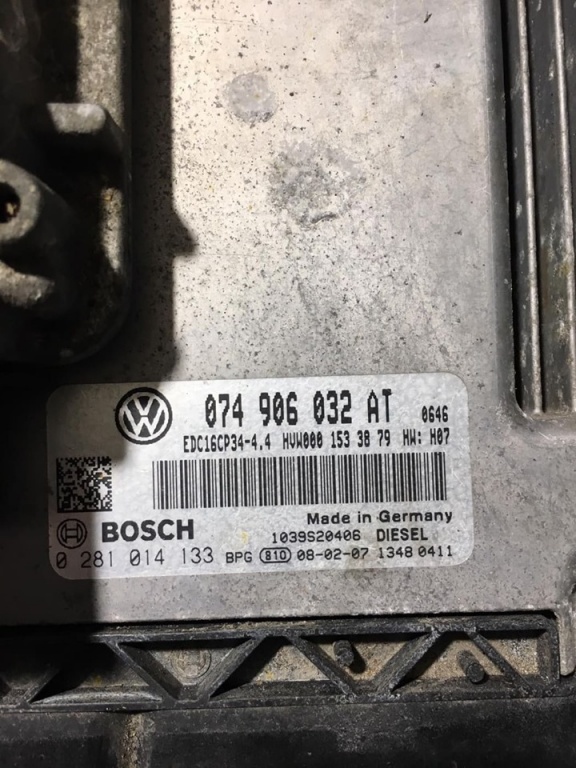 074 906 032 AT 0646
EDC16CP34-4.4 HVW000 153 38 79 HW: H07
Made in Germany
BOSCH 1039S20406 DIESEL
0 281 014 133 BPG 810 08-02-07 1348 0411